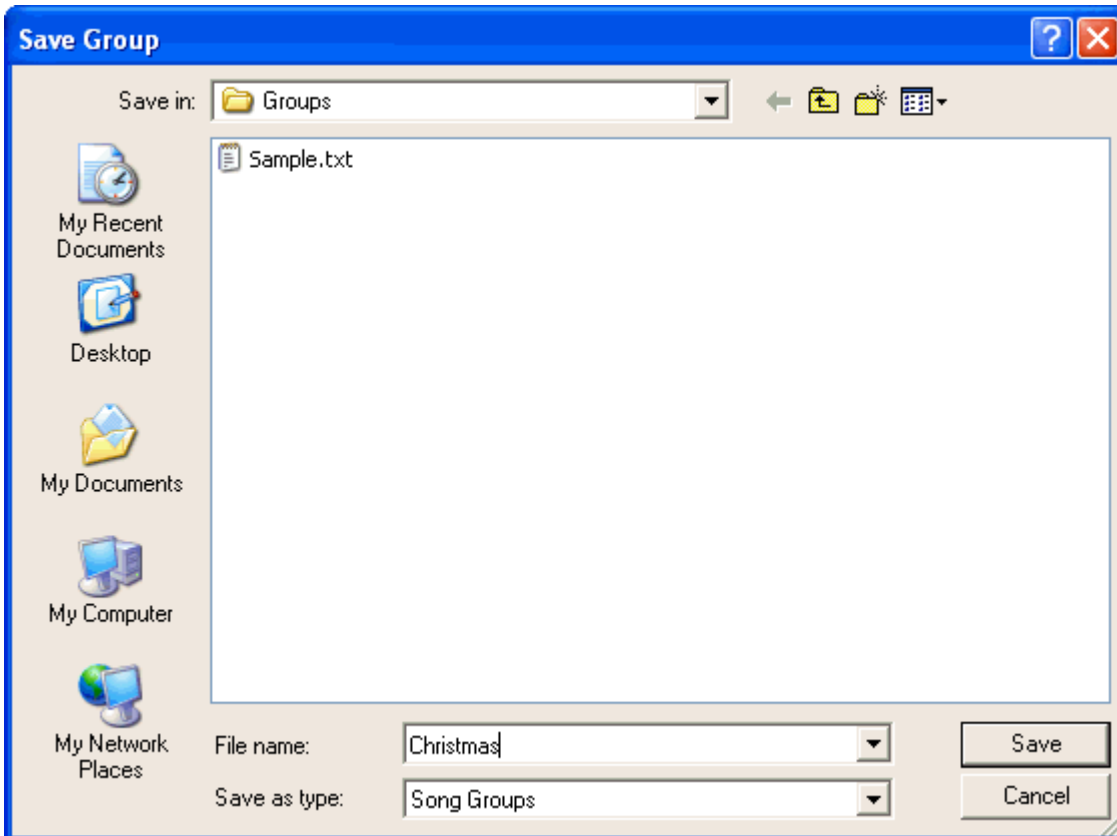 Save Group
Save in:
Groups
Sample.txt
My Recent
Documents
Desktop
My Documents
My Computer
My Network
Places
File name:
Christmas
Save
Save as type:
Song Groups
Cancel